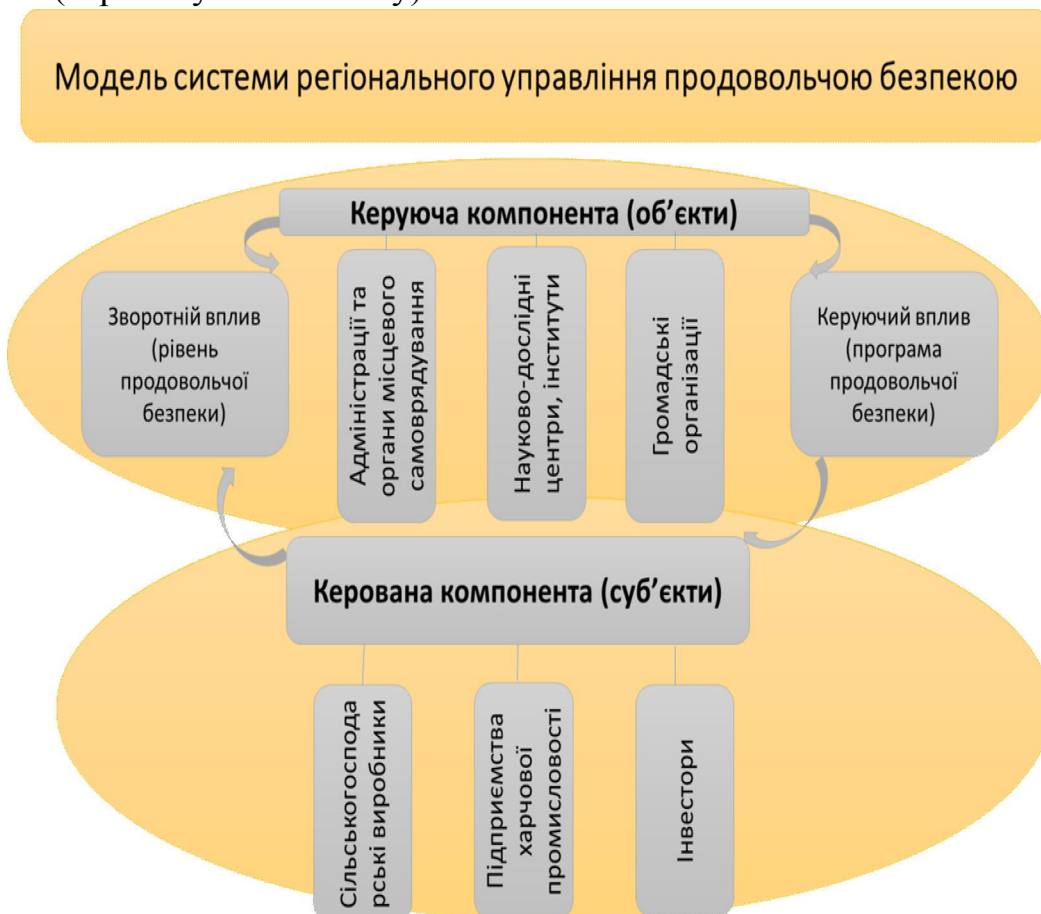 Модель системи регіонального управління продовольчою безпекою
Керуюча компонента (об’єкти)
Зворотній вплив
(рівень
продовольчої
безпеки)
Адміністрації та
органи місцевого
самоврядування
Науково-дослідні
центри, інститути
Громадські
організації
Керуючий вплив
(програма
продовольчої
безпеки)
Керована компонента (суб’єкти)
Сільськогоспода
рські виробники
Підприємства
харчової
промисловості
Інвестори